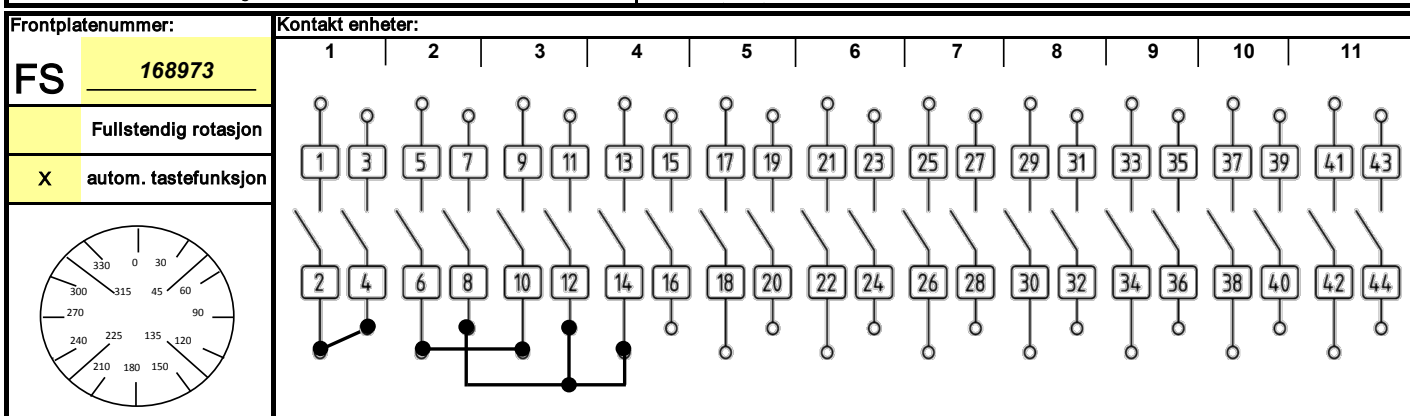 Frontplatenummer:
Kontakt enheter:
1 2 3 4 5 6 7 8 9 10 11
FS 168973
Fullstendig rotasjon
X autom. tastefunksjon
1 3 5 7 9 11 13 15 17 19 21 23 25 27 29 31 33 35 37 39 41 43
2 4 6 8 10 12 14 16 18 20 22 24 26 28 30 32 34 36 38 40 42 44
330 0 30
300 315 45 60
270 90
240 225 135 120
210 180 150